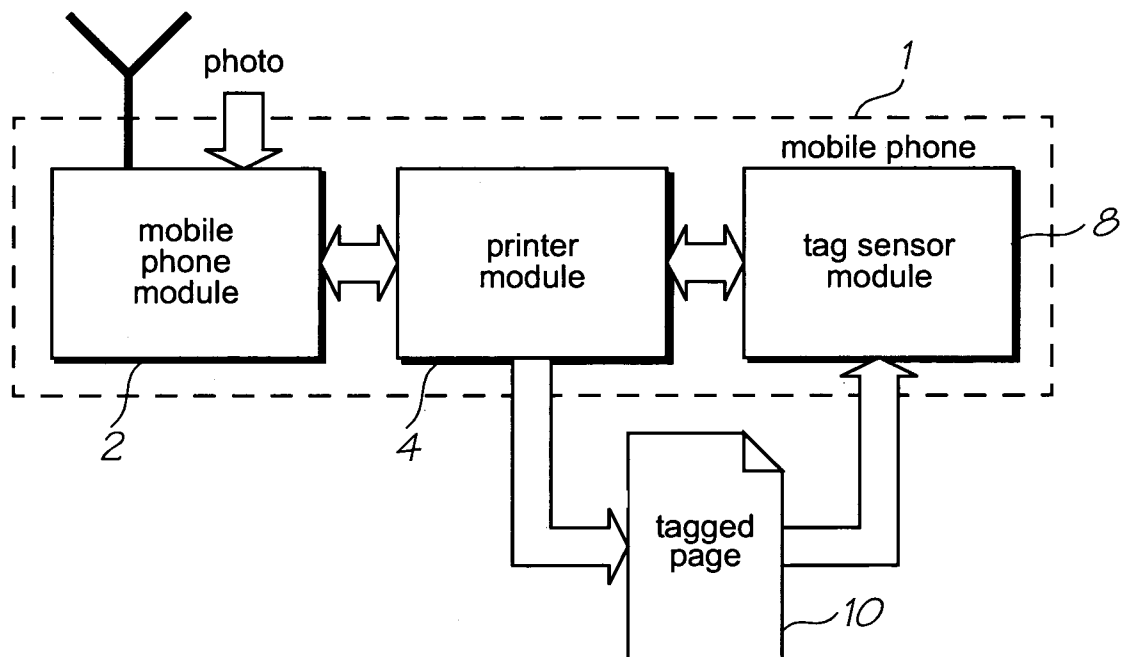 photo
1
mobile phone
mobile
phone
module
printer
module
tag sensor
module
8
2
4
tagged
page
10